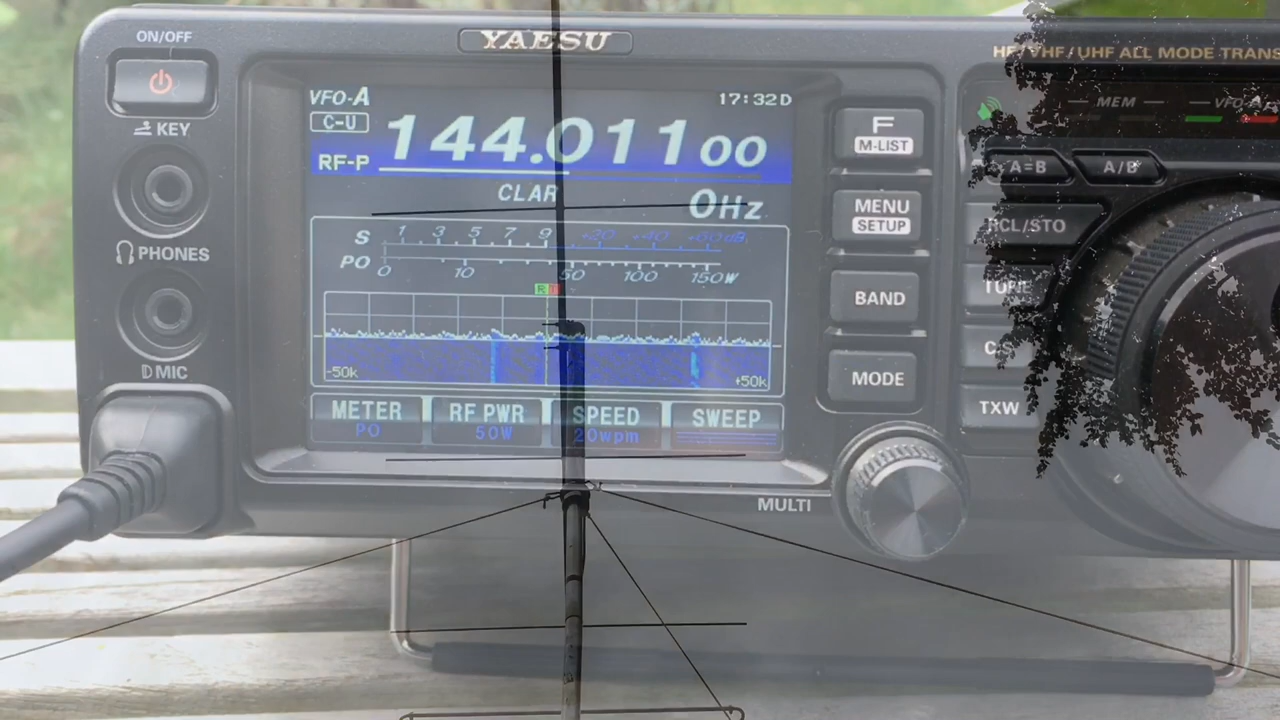 ON/OFF
YAESU
HF/VHF/UHF ALL MODE TRANS
VFO-A
17:32D
C-U
144.011 00
RF-P
CLAR
0Hz
KEY
F
M-LIST
MEM
VFO-A
A=B
A/B
S 1 3 5 7 9 +20 +40 +60dB
PO 0 10 50 100 150W
PHONES
MENU
SETUP
RCL/STO
R
BAND
TUNE
-50k
+50k
MIC
MODE
METER
PO
RF PWR
50W
SPEED
20wpm
SWEEP
TXW
MULTI